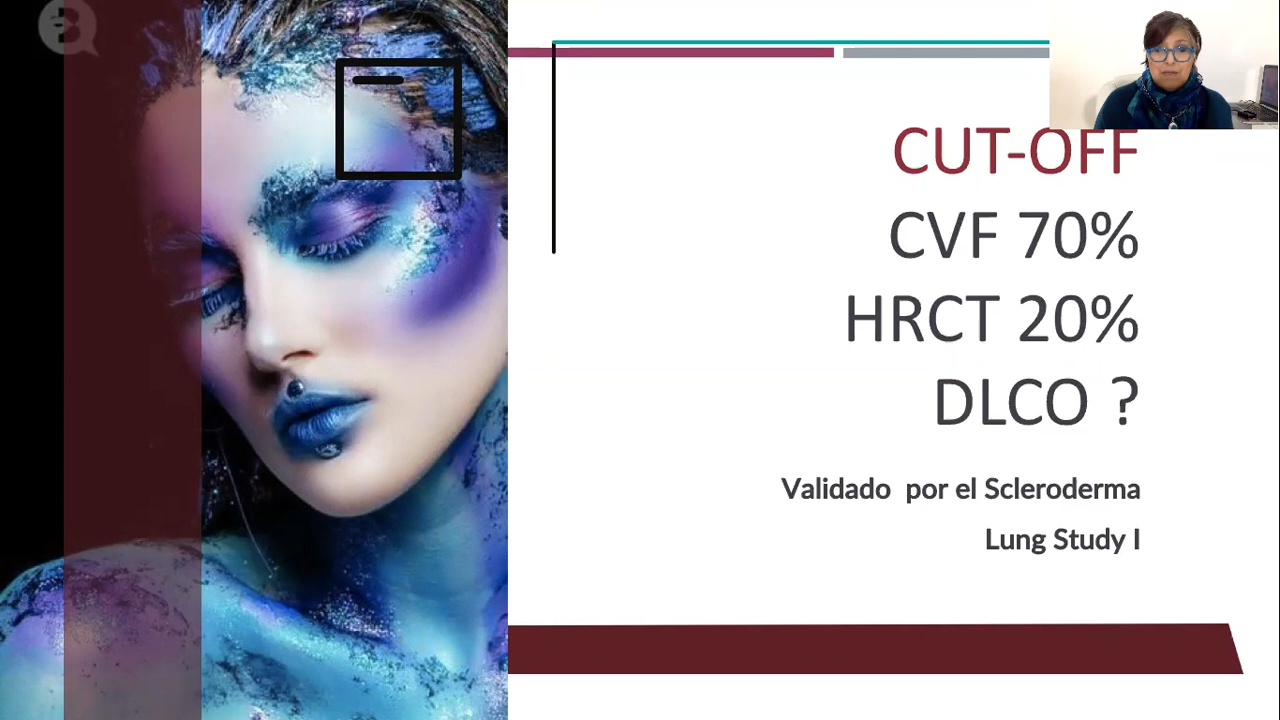 CUT-OFF
CVF 70%
HRCT 20%
DLCO ?
Validado por el Scleroderma
Lung Study I